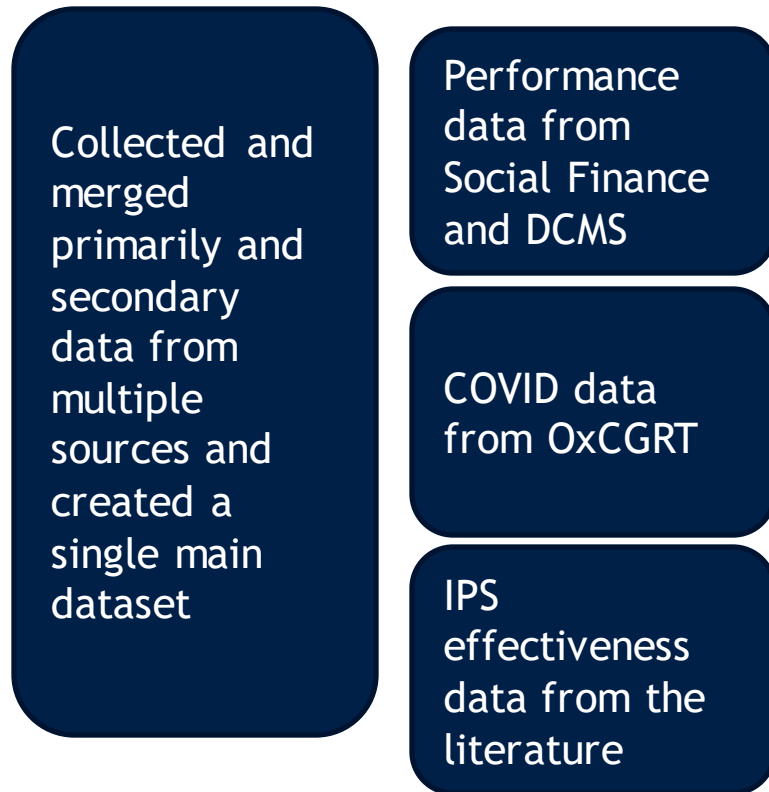 Collected and
merged
primarily and
secondary
data from
multiple
sources and
created a
single main
dataset
Performance
data from
Social Finance
and DCMS
COVID data
from OxCGRT
IPS
effectiveness
data from the
literature